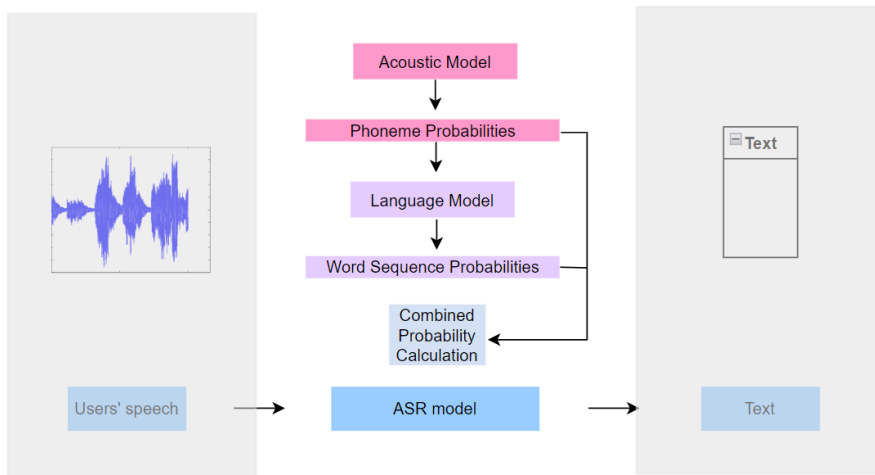 Acoustic Model
Phoneme Probabilities
Text
Language Model
Word Sequence Probabilities
Combined
Probability
Calculation
Users' speech
ASR model
Text